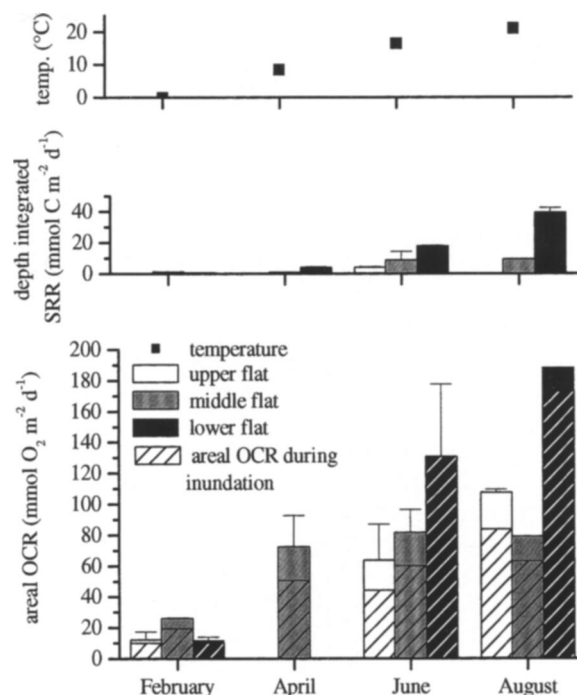 temp. (°C)
20
10
0
depth integrated
SRR (mmol C m-2 d-1)
40
20
0
areal OCR (mmol O2 m-2 d-1)
200
180
160
140
120
100
80
60
40
20
0
temperature
upper flat
middle flat
lower flat
areal OCR during
inundation
February April June August